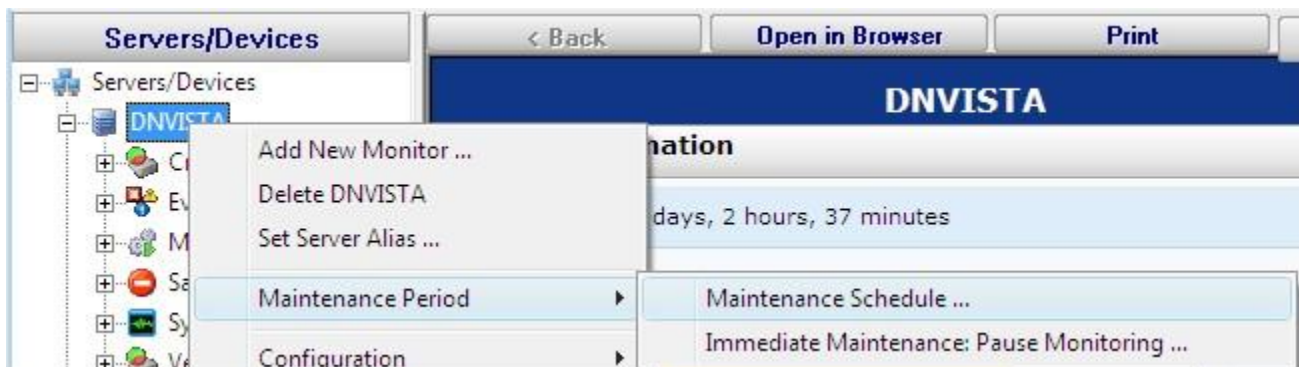 Servers/Devices
< Back
Open in Browser
Print
Servers/Devices
DNVISTA
DNVISTA
Add New Monitor ...
Delete DNVISTA
days, 2 hours, 37 minutes
Set Server Alias ...
Maintenance Period
Maintenance Schedule ...
Immediate Maintenance: Pause Monitoring ...
Configuration